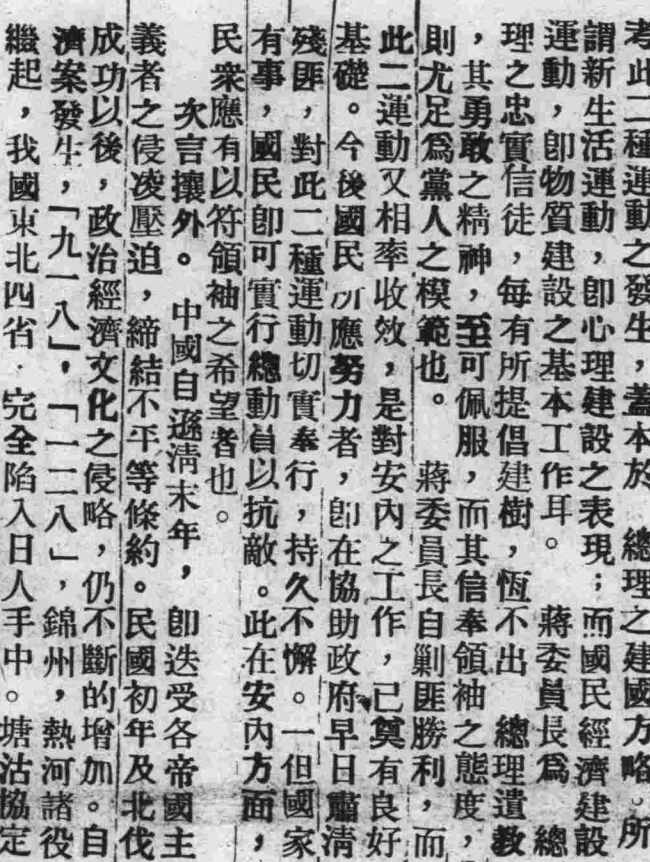 考此二種運動之發生，蓋本於　總理之建國方略。所
謂新生活運動，卽心理建設之表現；而國民經濟建設
運動，卽物質建設之基本工作耳。　蔣委員長爲　總
理之忠實信徒，每有所提倡建樹，恆不出　總理遺教
，其勇敢之精神，至可佩服，而其信奉領袖之態度，
則尤足爲黨人之模範也。　蔣委員長自剿匪勝利，而
此二運動又相率收效，是對安內之工作，已奠有良好
基礎。今後國民所應努力者，卽在協助政府早日肅清
殘匪，對此二種運動切實奉行，持久不懈。一但國家
有事，國民卽可實行總動員以抗敵。此在安內方面，
民衆應有以符領袖之希望者也。
次言攘外。中國自遜清末年，卽迭受各帝國主
義者之侵凌壓迫，締結不平等條約。民國初年及北伐
成功以後，政治經濟文化之侵略，仍不斷的增加。自
濟案發生，「九一八」，「一二八」，錦州，熱河諸役
繼起，我國東北四省．完全陷入日人手中。塘沽協定